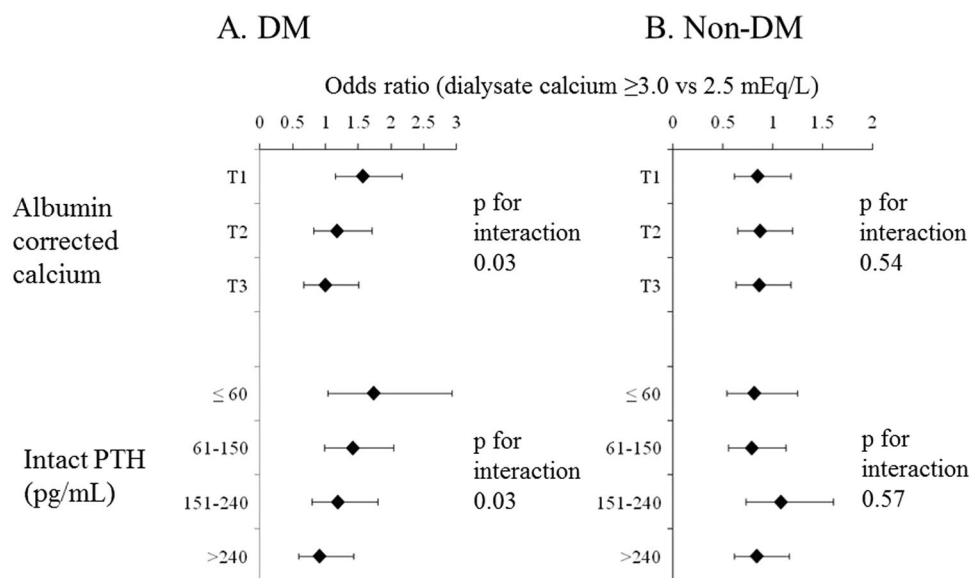 A. DM
B. Non-DM
Odds ratio (dialysate calcium ≥3.0 vs 2.5 mEq/L)
0 0.5 1 1.5 2 2.5 3
0 0.5 1 1.5 2
Albumin
corrected
calcium
T1
T2
T3
p for
interaction
0.03
T1
T2
T3
p for
interaction
0.54
Intact PTH
(pg/mL)
≤ 60
61-150
151-240
>240
p for
interaction
0.03
≤ 60
61-150
151-240
>240
p for
interaction
0.57